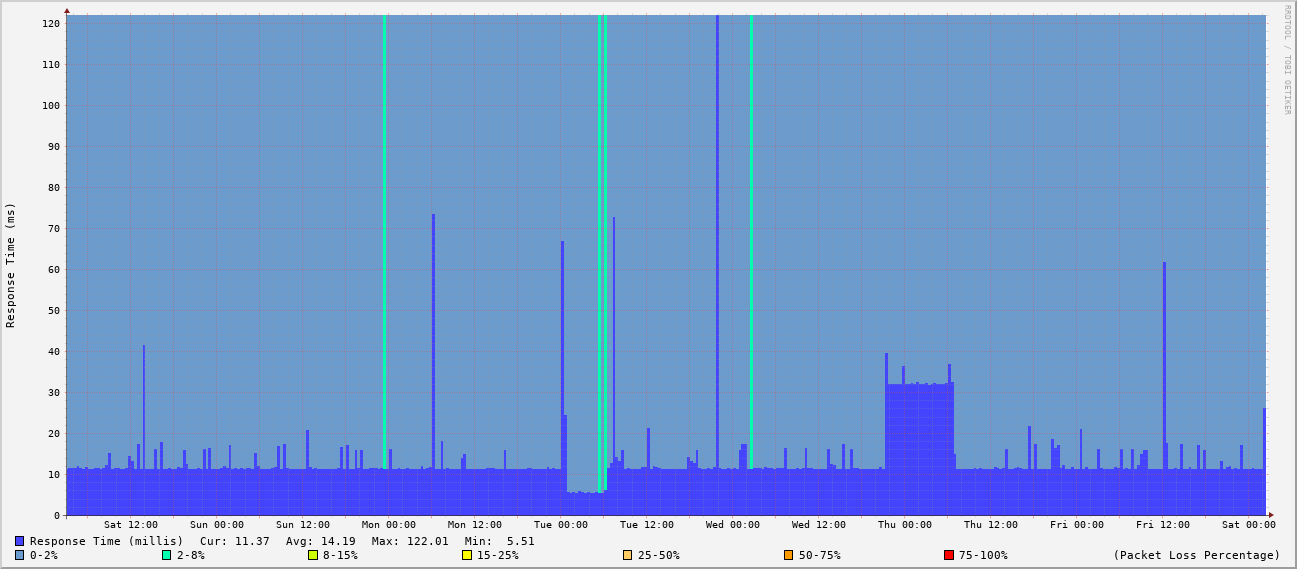 RRDTOOL / TOBI OETIKER
Response Time (ms)
120
110
100
90
80
70
60
50
40
30
20
10
0
Sat 12:00 Sun 00:00 Sun 12:00 Mon 00:00 Mon 12:00 Tue 00:00 Tue 12:00 Wed 00:00 Wed 12:00 Thu 00:00 Thu 12:00 Fri 00:00 Fri 12:00 Sat 00:00
Response Time (millis) Cur: 11.37 Avg: 14.19 Max: 122.01 Min: 5.51
0-2% 2-8% 8-15% 15-25% 25-50% 50-75% 75-100% (Packet Loss Percentage)